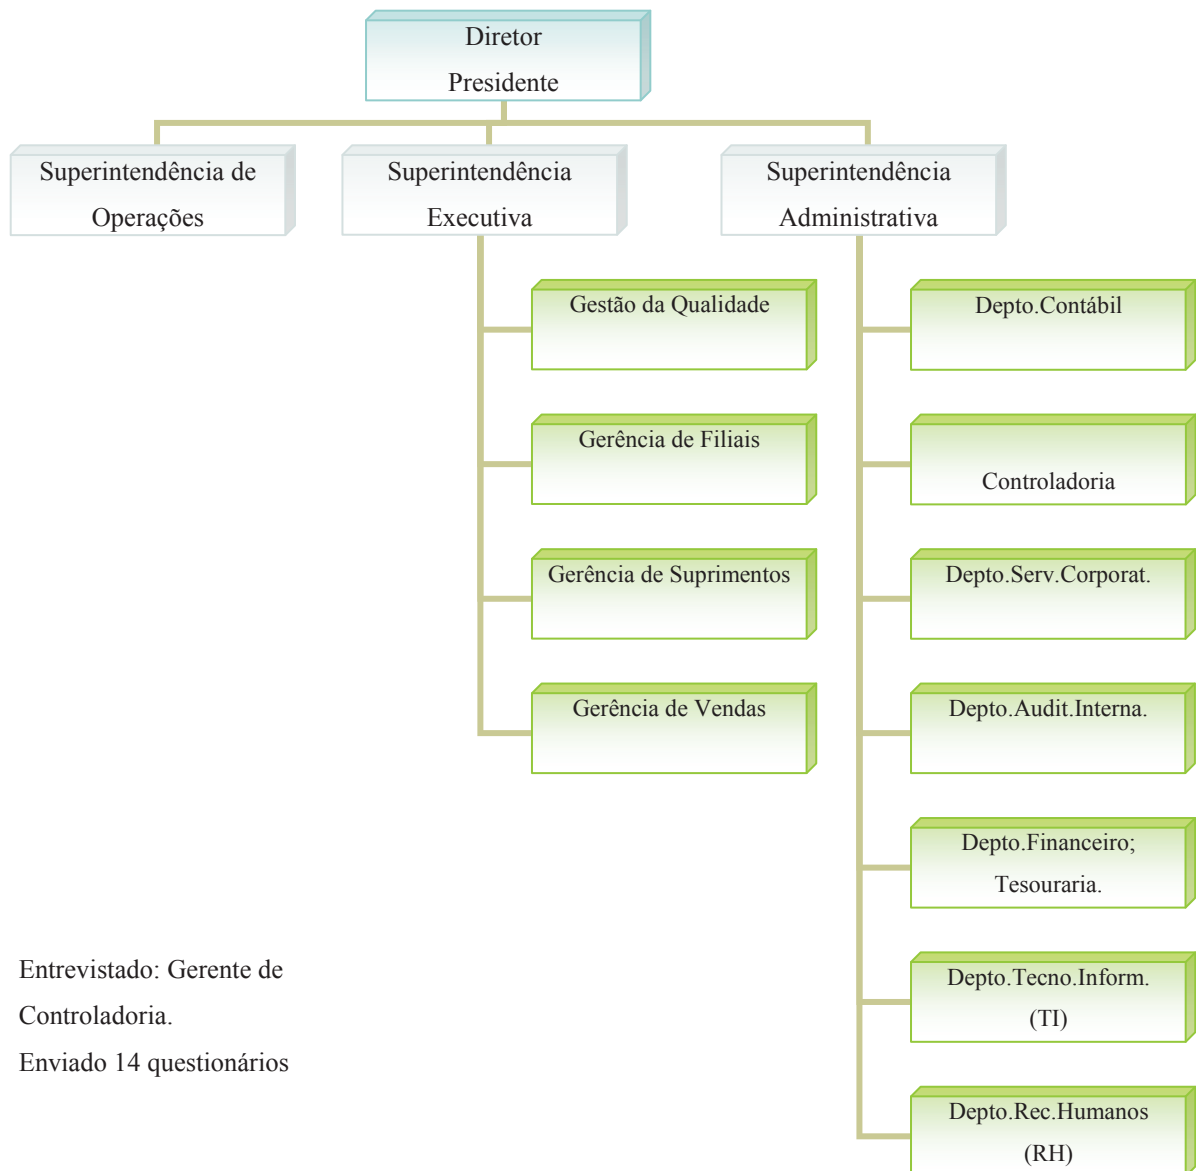 Diretor
Presidente
Superintendência de
Operações
Superintendência
Executiva
Superintendência
Administrativa
Gestão da Qualidade
Gerência de Filiais
Gerência de Suprimentos
Gerência de Vendas
Depto.Contábil
Controladoria
Depto.Serv.Corporat.
Depto.Audit.Interna.
Depto.Financeiro;
Tesouraria.
Depto.Tecno.Inform.
(TI)
Depto.Rec.Humanos
(RH)
Entrevistado: Gerente de
Controladoria.
Enviado 14 questionários